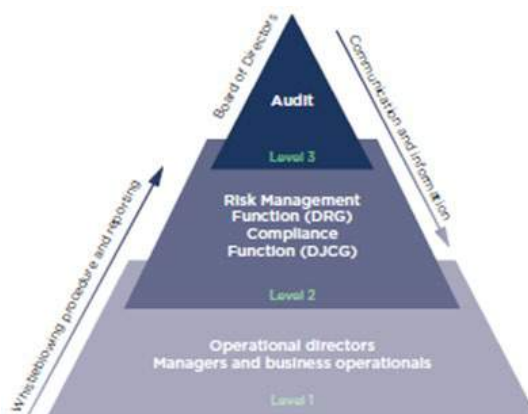 Board of Directors
Communication and information
Audit
Level 3
Whistleblowing procedure and reporting
Risk Management
Function (DRG)
Compliance
Function (DJCG)
Level 2
Operational directors
Managers and business operationals
Level 1